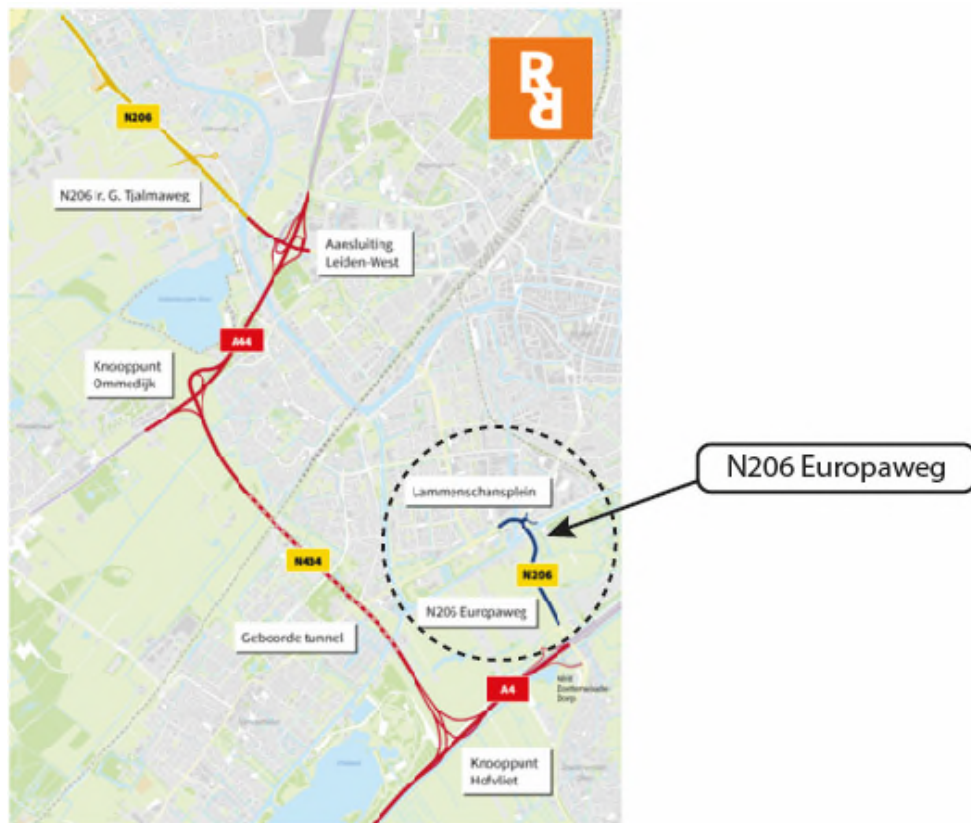 R
R
N206
N206 ir. G. Tjalmaweg
Aansluiting
Leiden-West
A44
Knooppunt
Ommedijk
N206 Europaweg
Lammenschansplein
N434
N206
N206 Europaweg
Geboorde tunnel
A4
Knooppunt
Hofvliet